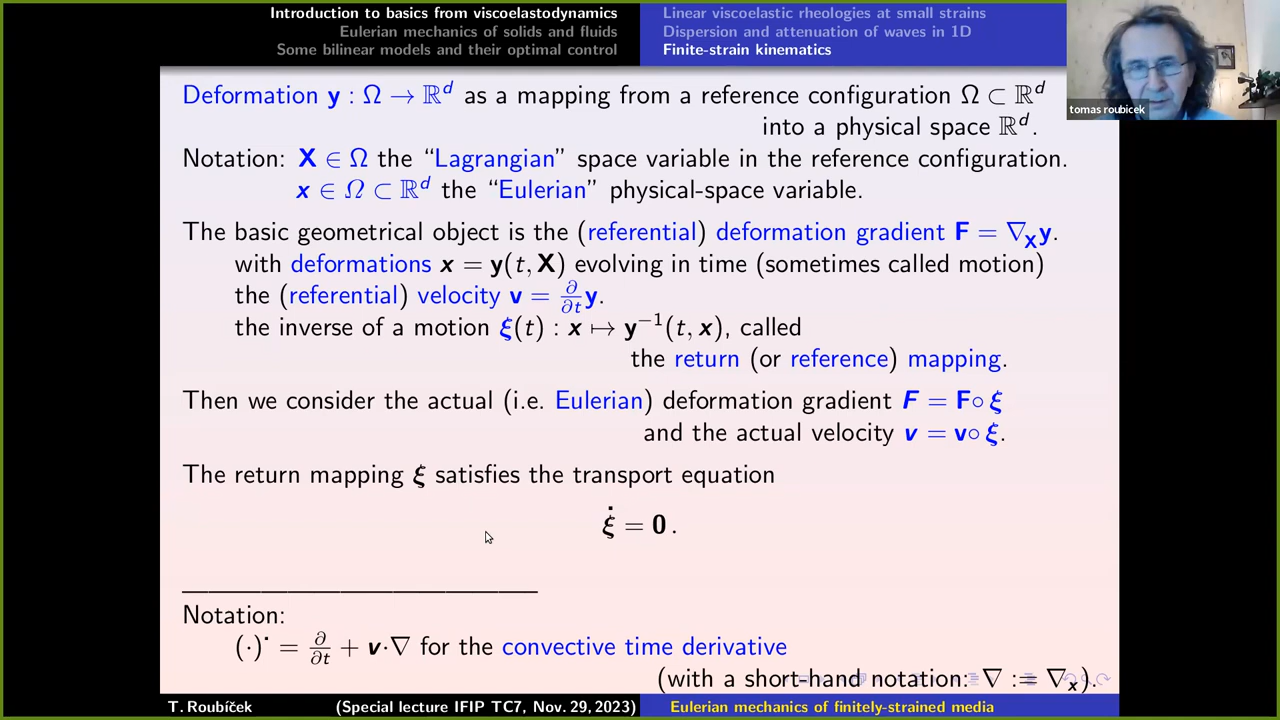 Introduction to basics from viscoelastodynamics
Eulerian mechanics of solids and fluids
Some bilinear models and their optimal control
Linear viscoelastic rheologies at small strains
Dispersion and attenuation of waves in 1D
Finite-strain kinematics
tomas roubicek
Deformation y : Ω → ℝᵈ as a mapping from a reference configuration Ω ⊂ ℝᵈ
into a physical space ℝᵈ.
Notation: X ∈ Ω the “Lagrangian” space variable in the reference configuration.
x ∈ Ω ⊂ ℝᵈ the “Eulerian” physical-space variable.
The basic geometrical object is the (referential) deformation gradient F = ∇_X y.
with deformations x = y(t, X) evolving in time (sometimes called motion)
the (referential) velocity v = ∂/∂t y.
the inverse of a motion ξ(t) : x ↦ y⁻¹(t, x), called
the return (or reference) mapping.
Then we consider the actual (i.e. Eulerian) deformation gradient F = F∘ξ
and the actual velocity v = v∘ξ.
The return mapping ξ satisfies the transport equation
ξ̇ = 0.
Notation:
(·)˙ = ∂/∂t + v·∇ for the convective time derivative
(with a short-hand notation: ∇ := ∇ₓ).
T. Roubíček (Special lecture IFIP TC7, Nov. 29, 2023) Eulerian mechanics of finitely-strained media